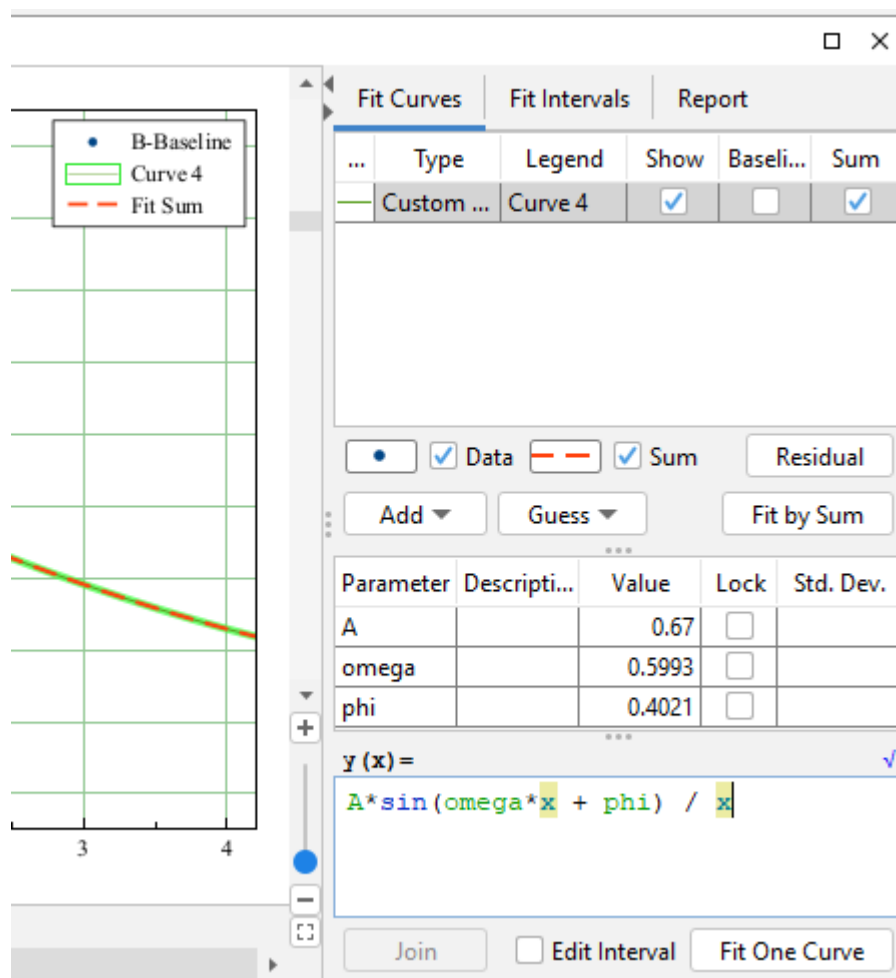 Fit Curves Fit Intervals Report
B-Baseline
Curve 4
Fit Sum
... Type Legend Show Baseli... Sum
Custom ... Curve 4
Data Sum Residual
Add Guess Fit by Sum
Parameter Descripti... Value Lock Std. Dev.
A 0.67
omega 0.5993
phi 0.4021
y (x) = √
A*sin(omega*x + phi) / x
3 4
Join Edit Interval Fit One Curve